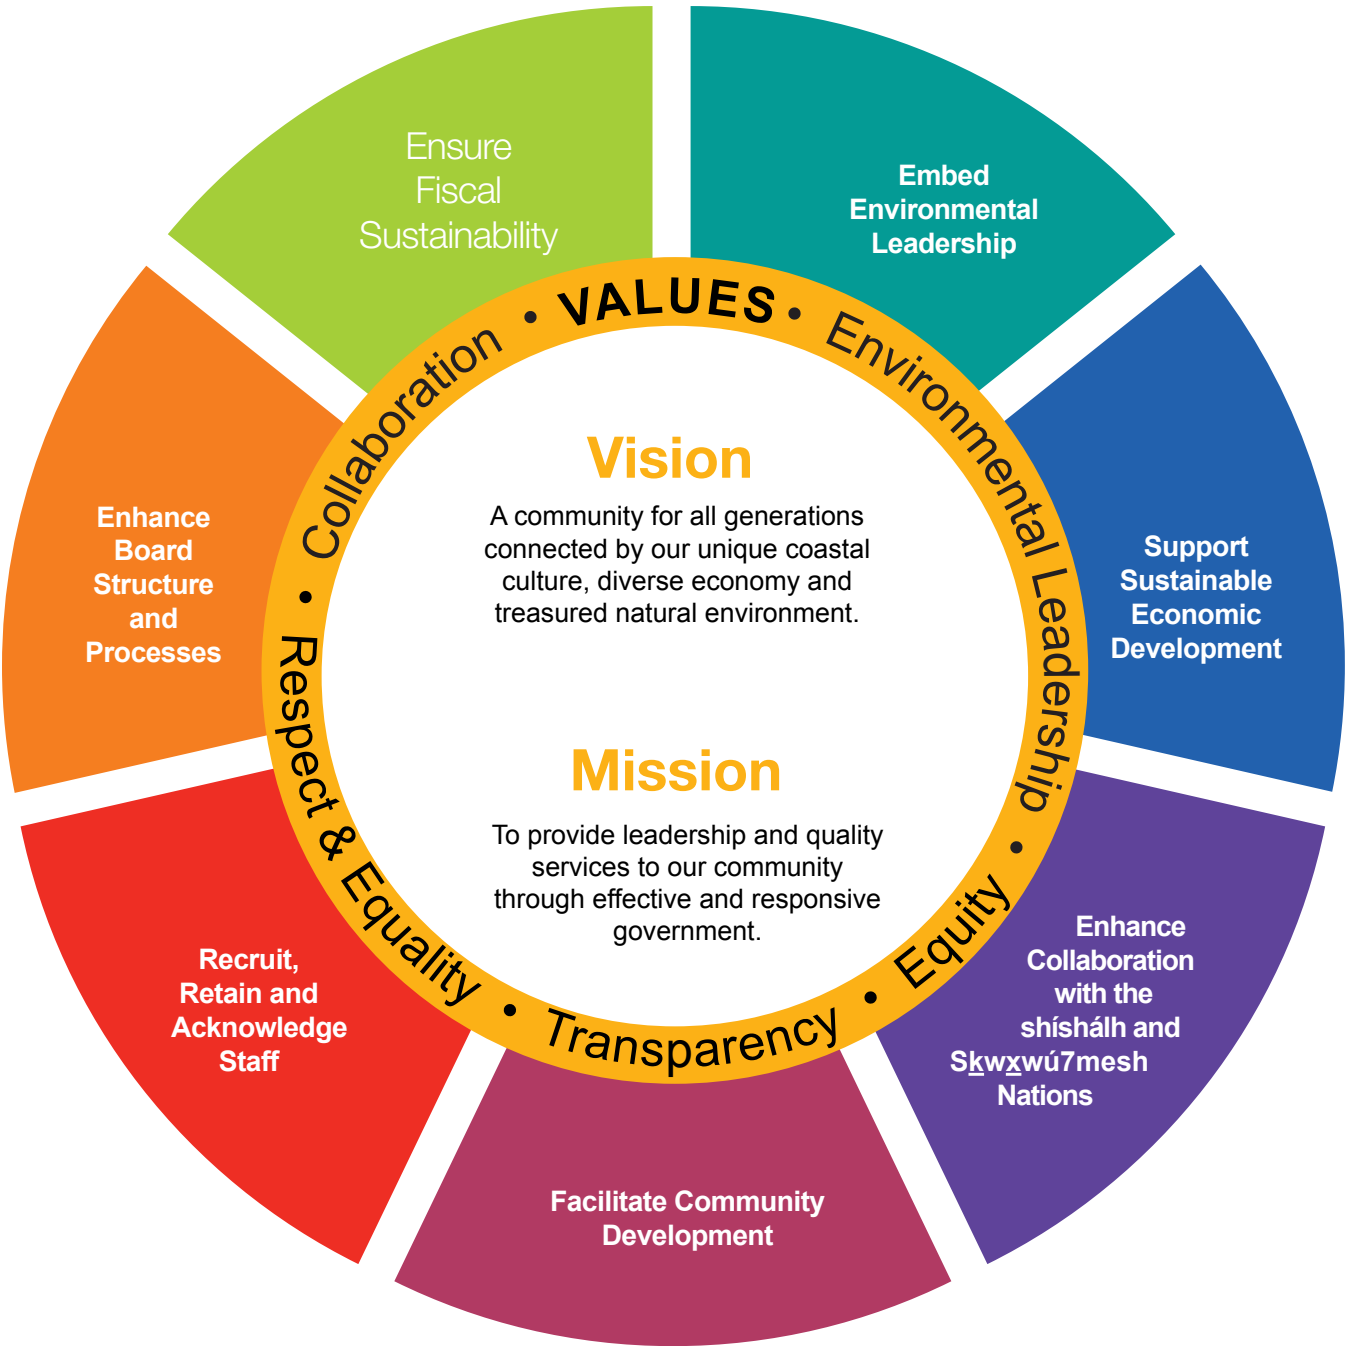 Ensure
Fiscal
Sustainability
Embed
Environmental
Leadership
Support
Sustainable
Economic
Development
Enhance
Collaboration
with the
shíshálh and
S<u>k</u>w<u>x</u>wú7mesh
Nations
Facilitate Community
Development
Recruit,
Retain and
Acknowledge
Staff
Enhance
Board
Structure
and
Processes
VALUES • Environmental Leadership • Equity • Transparency • Respect & Equality • Collaboration •
Vision
A community for all generations
connected by our unique coastal
culture, diverse economy and
treasured natural environment.
Mission
To provide leadership and quality
services to our community
through effective and responsive
government.